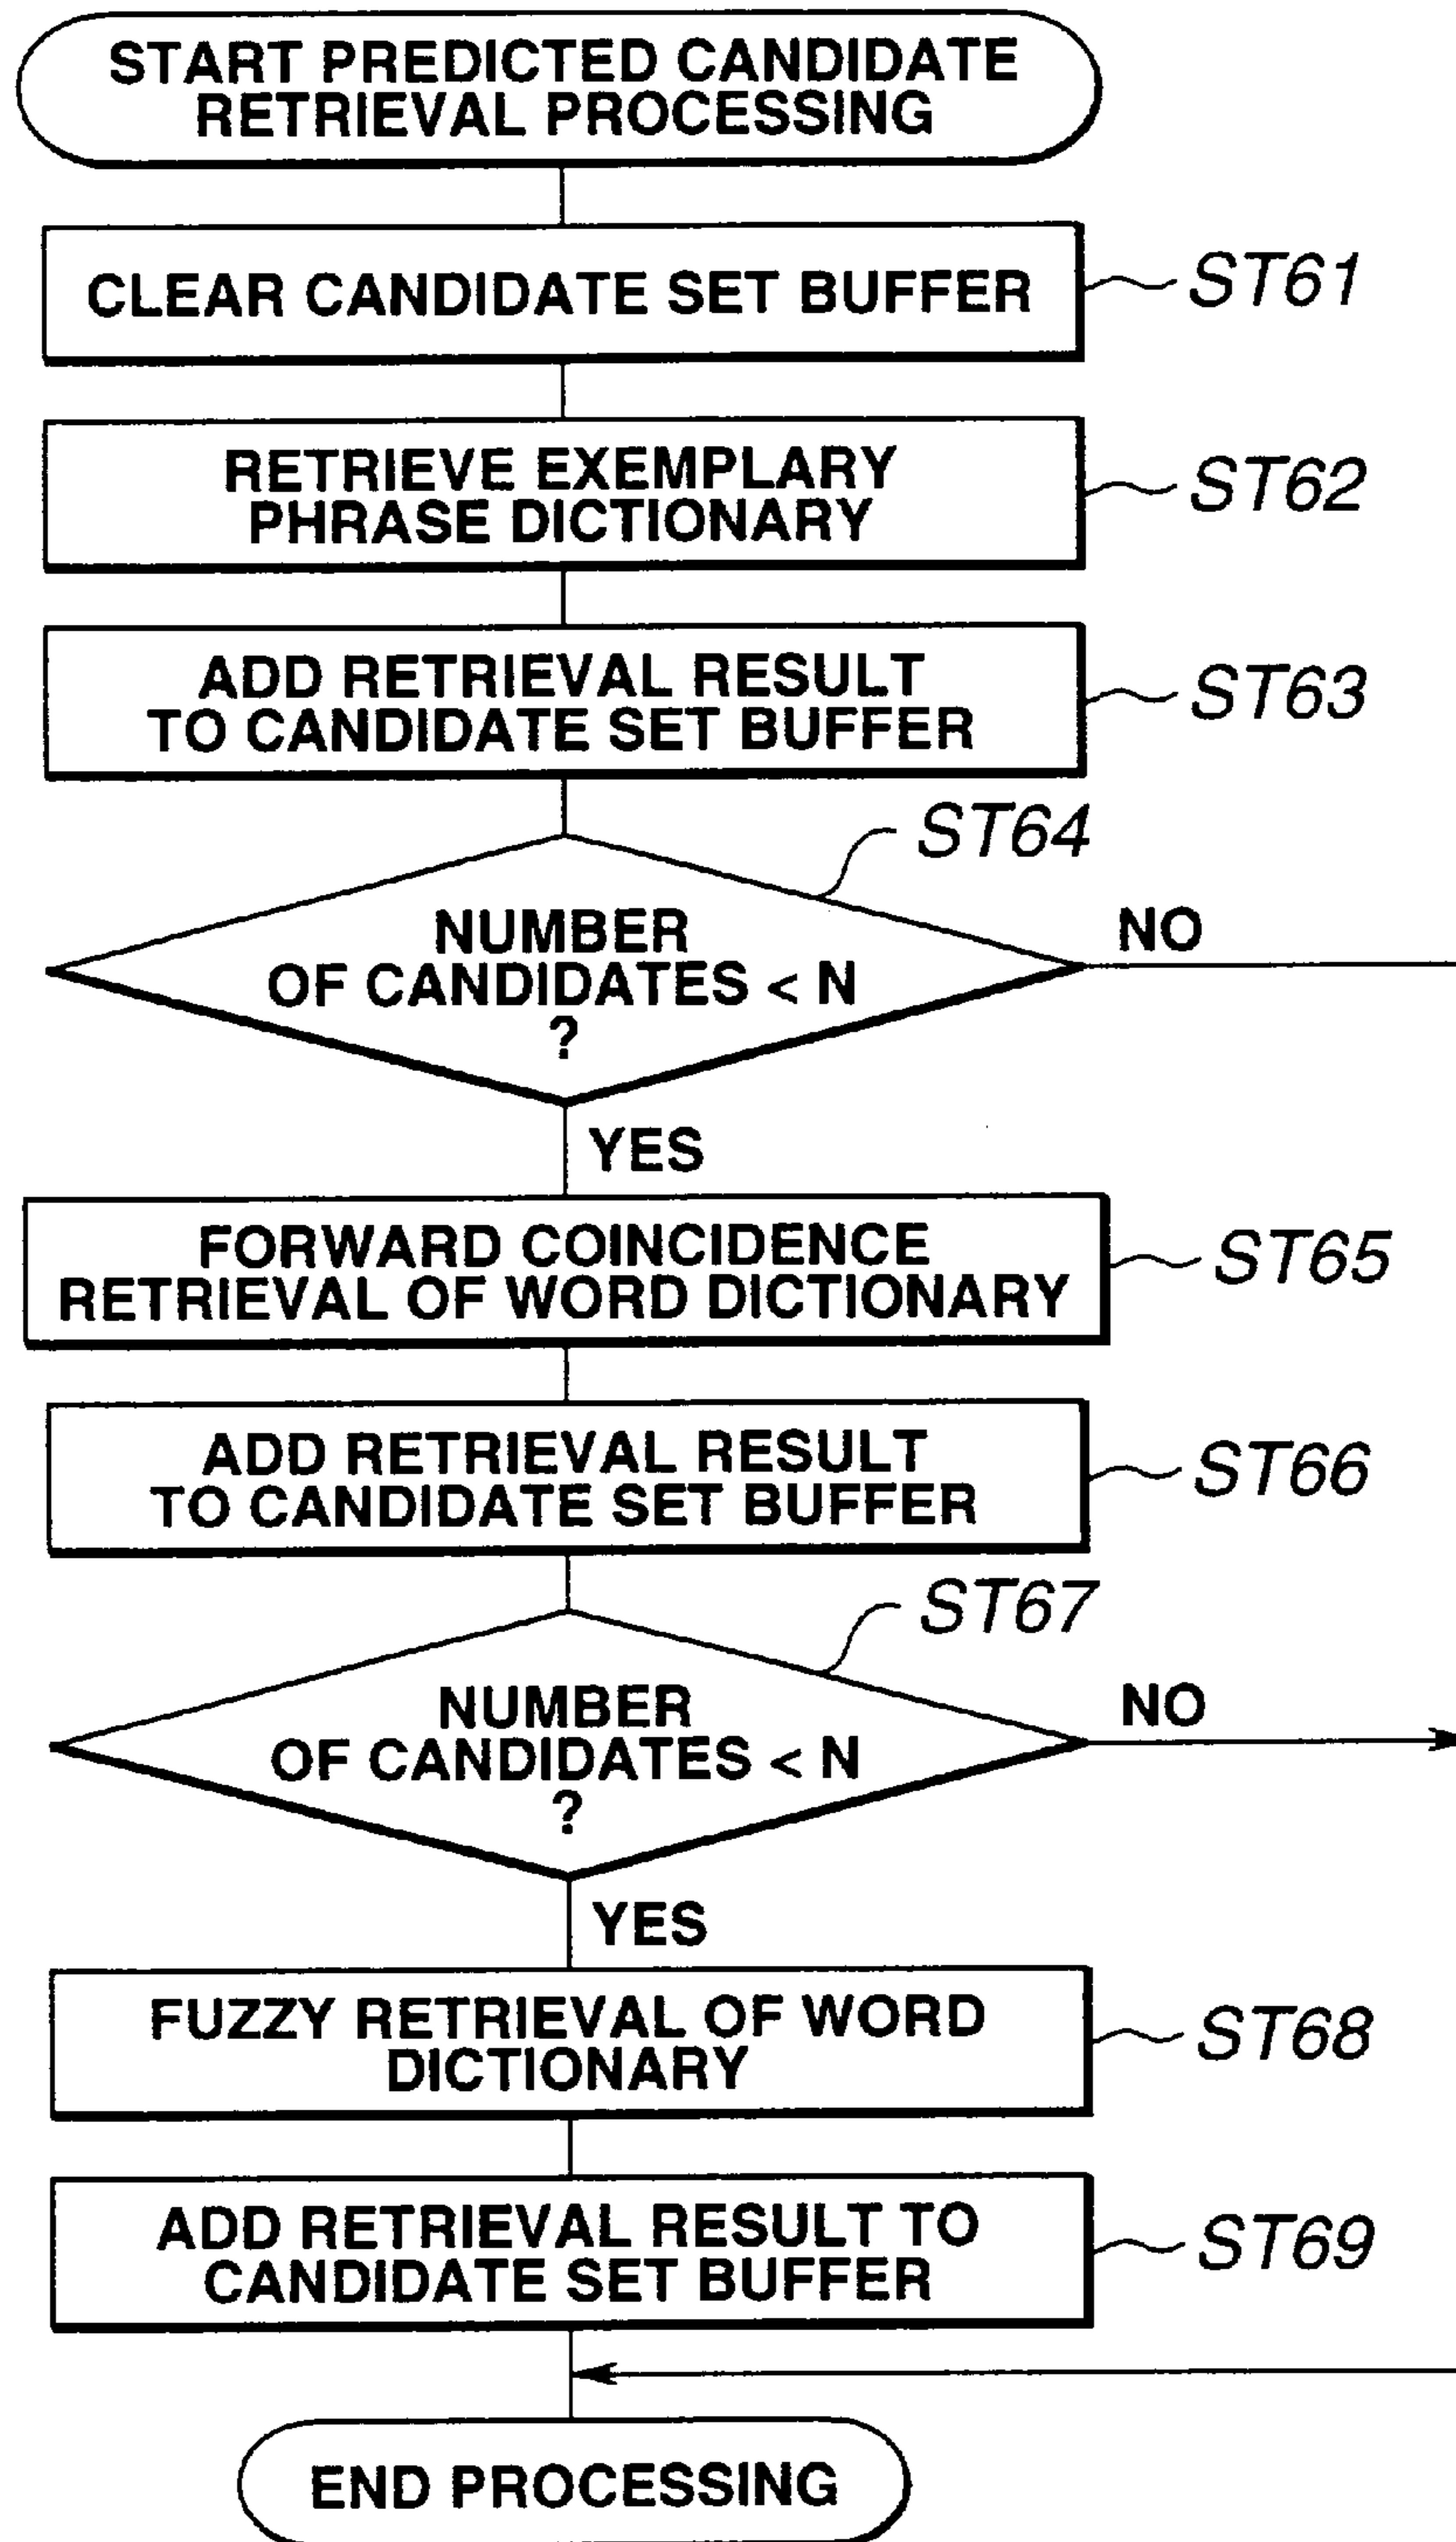 START PREDICTED CANDIDATE
RETRIEVAL PROCESSING
CLEAR CANDIDATE SET BUFFER
ST61
RETRIEVE EXEMPLARY
PHRASE DICTIONARY
ST62
ADD RETRIEVAL RESULT
TO CANDIDATE SET BUFFER
ST63
ST64
NUMBER
OF CANDIDATES < N
?
NO
YES
FORWARD COINCIDENCE
RETRIEVAL OF WORD DICTIONARY
ST65
ADD RETRIEVAL RESULT
TO CANDIDATE SET BUFFER
ST66
ST67
NUMBER
OF CANDIDATES < N
?
NO
YES
FUZZY RETRIEVAL OF WORD
DICTIONARY
ST68
ADD RETRIEVAL RESULT TO
CANDIDATE SET BUFFER
ST69
END PROCESSING